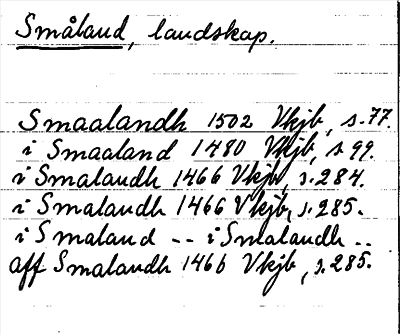 Småland, landskap.
Smaalandh 1502 Vkjb, s.77.
i Smaaland 1480 Vkjb, s 99.
i Smalandh 1466 Vkjb, s.284.
i Smalandh 1466 Vkjb, s.285.
i Smaland -- i Smalandh --
aff Smalandh 1466 Vkjb, s.285.